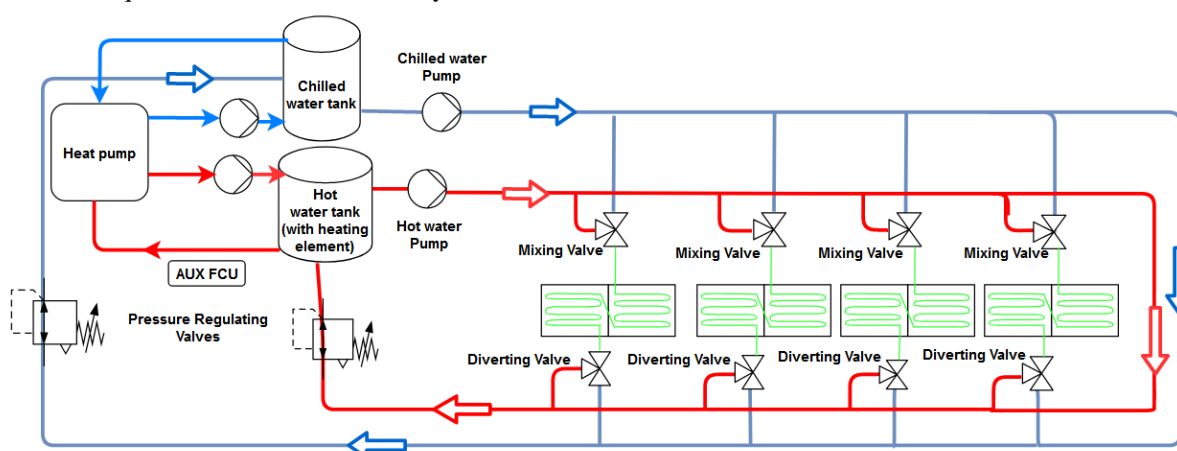 Chilled water
Pump
Chilled
water tank
Heat pump
Hot
water tank
(with heating
element)
Hot water
Pump
Mixing Valve
Mixing Valve
Mixing Valve
Mixing Valve
AUX FCU
Pressure Regulating
Valves
Diverting Valve
Diverting Valve
Diverting Valve
Diverting Valve